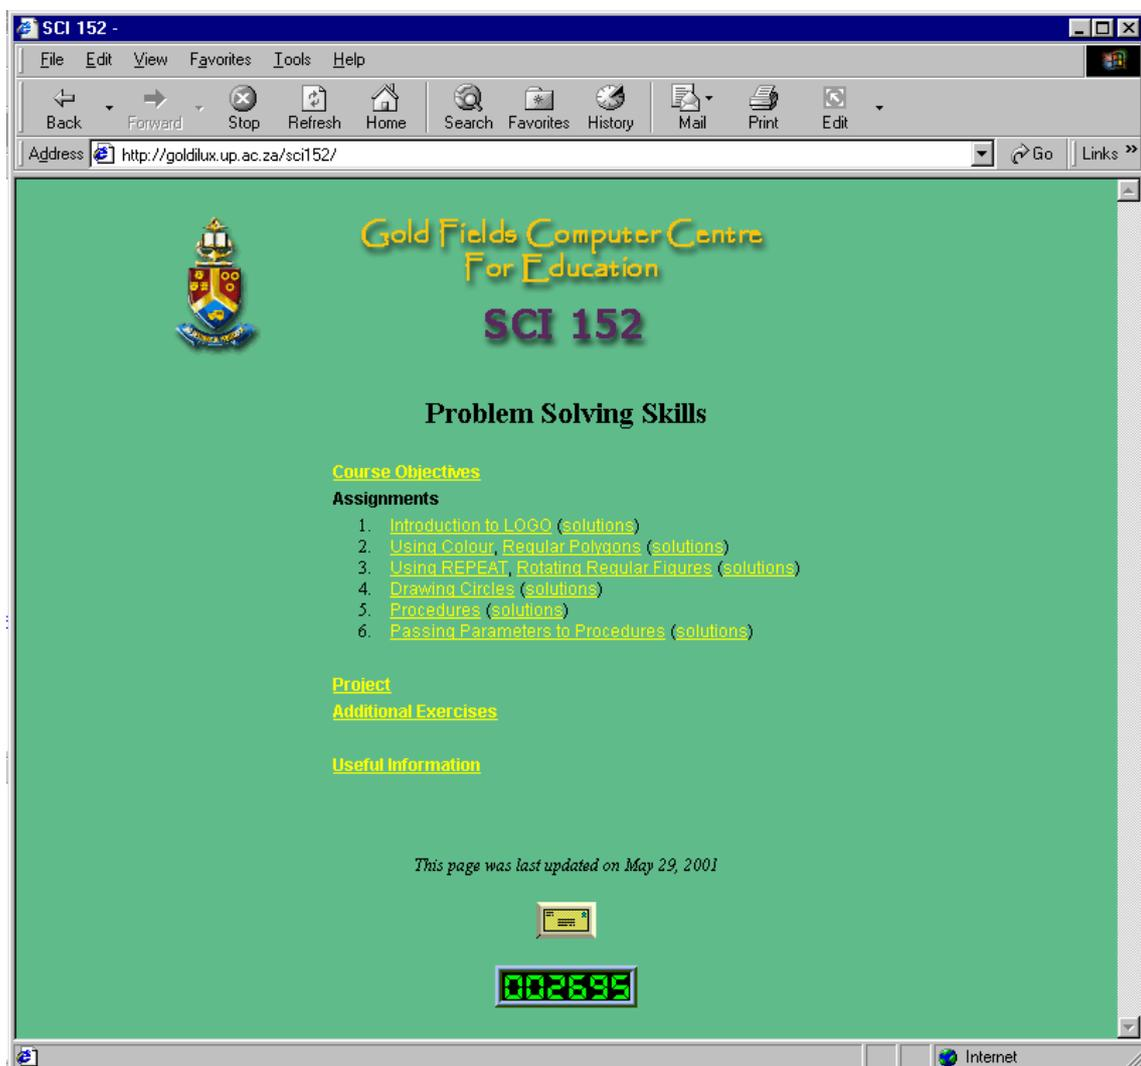 SCI 152 -
File Edit View Favorites Tools Help
Back Forward Stop Refresh Home Search Favorites History Mail Print Edit
Address http://goldilux.up.ac.za/sci152/ Go Links »
Gold Fields Computer Centre
For Education
SCI 152
Problem Solving Skills
Course Objectives
Assignments
1. Introduction to LOGO (solutions)
2. Using Colour, Regular Polygons (solutions)
3. Using REPEAT, Rotating Regular Figures (solutions)
4. Drawing Circles (solutions)
5. Procedures (solutions)
6. Passing Parameters to Procedures (solutions)
Project
Additional Exercises
Useful Information
This page was last updated on May 29, 2001
002695
Internet